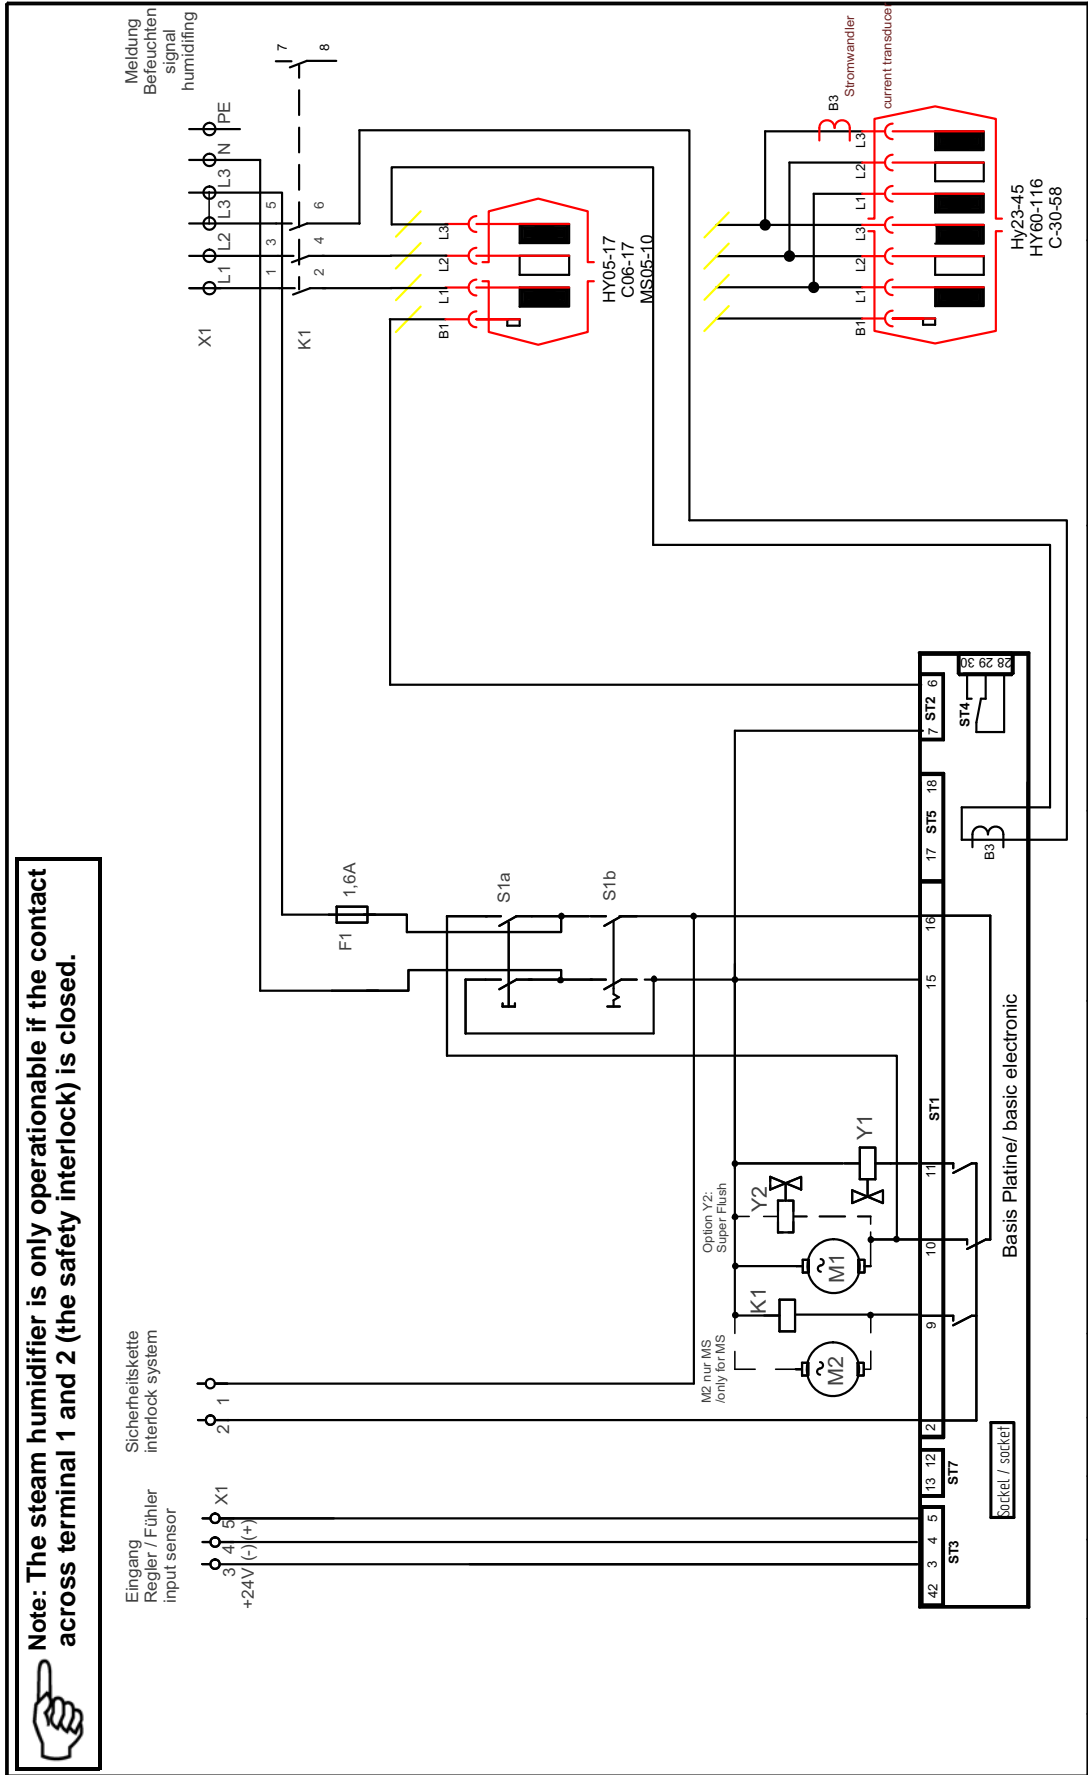 Note: The steam humidifier is only operationable if the contact
across terminal 1 and 2 (the safety interlock) is closed.
Eingang
Regler / Fühler
input sensor
Sicherheitskette
interlock system
Meldung
Befeuchten
signal
humidifing
3 4 5 X1
+24V (-) (+)
2 1
X1
L1 L2 L3 L3 N PE
K1
1 3 5
2 4 6
7
8
F1
1,6A
S1a
S1b
B1 L1 L2 L3
HY05-17
C06-17
MS05-10
B1 L1 L2 L3 L1 L2 L3
B3
Stromwandler
current transducer
Hy23-45
HY60-116
C-30-58
M2 nur MS
/only for MS
M2
K1
Option Y2:
Super Flush
Y2
M1
Y1
42 3 4 5
ST3
13 12
ST7
2 9 10 11 15 16
ST1
17 18
ST5
7 6
ST2
ST4
28 29 30
B3
Sockel / socket
Basis Platine/ basic electronic